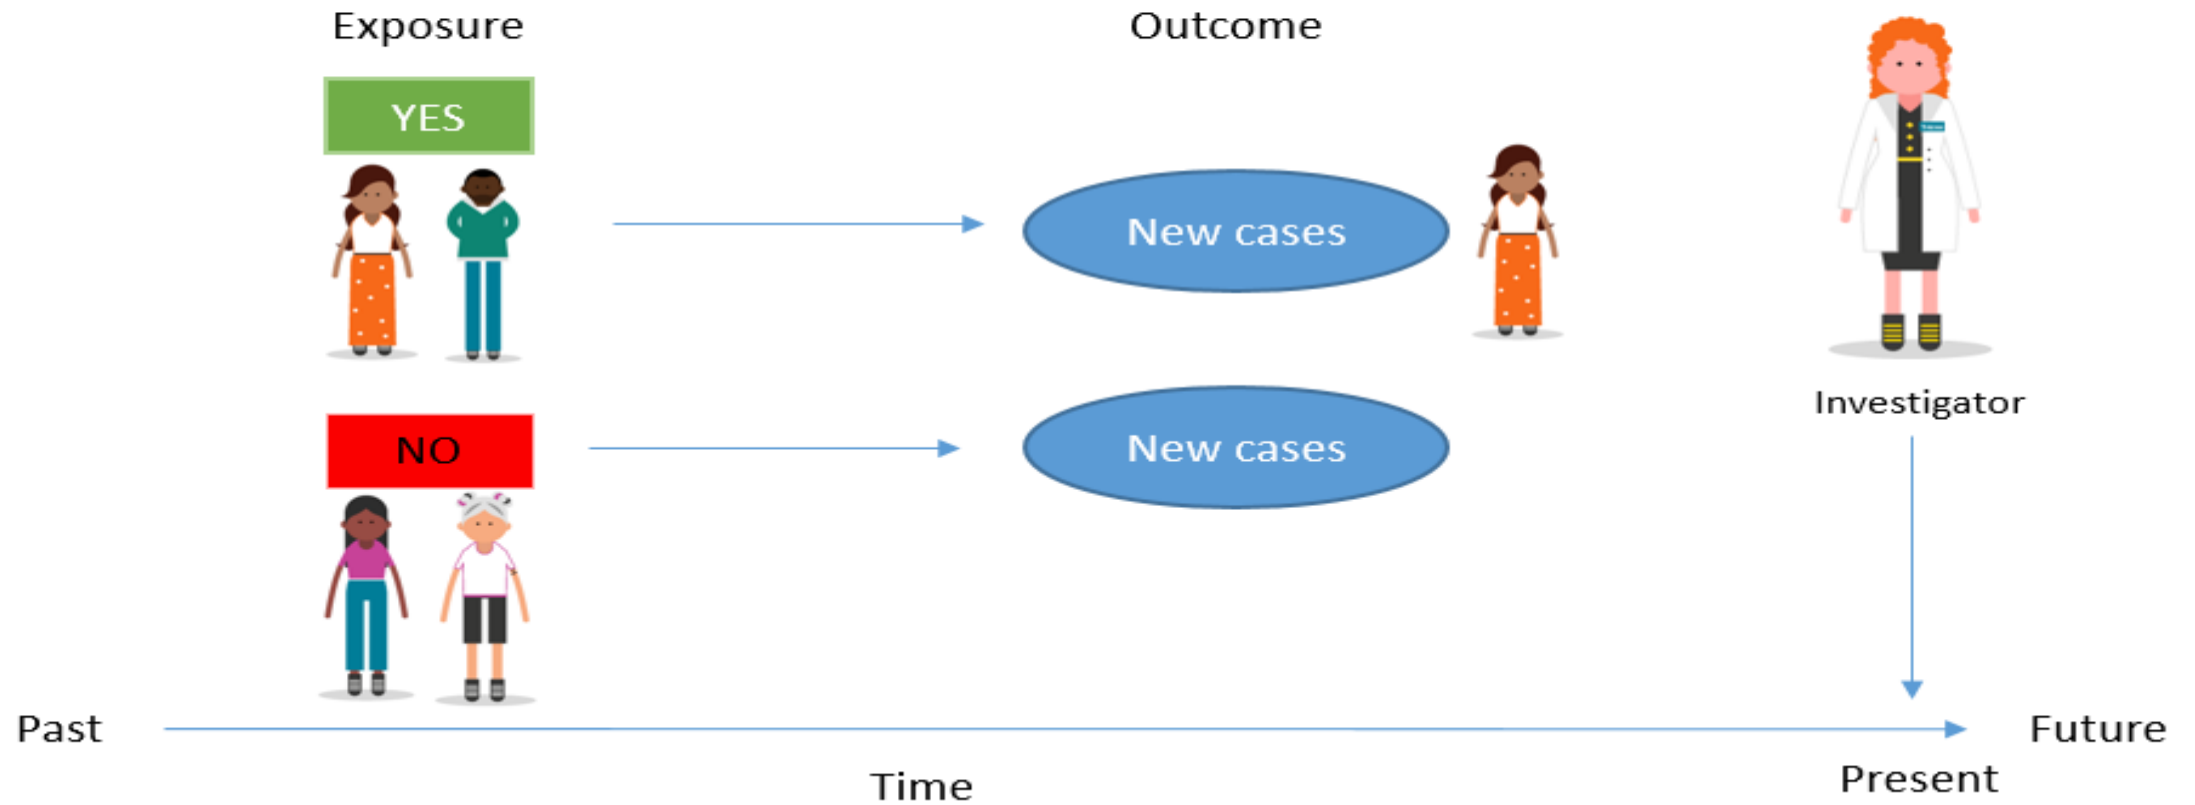 Exposure
Outcome
YES
New cases
Investigator
NO
New cases
Past
Future
Time
Present